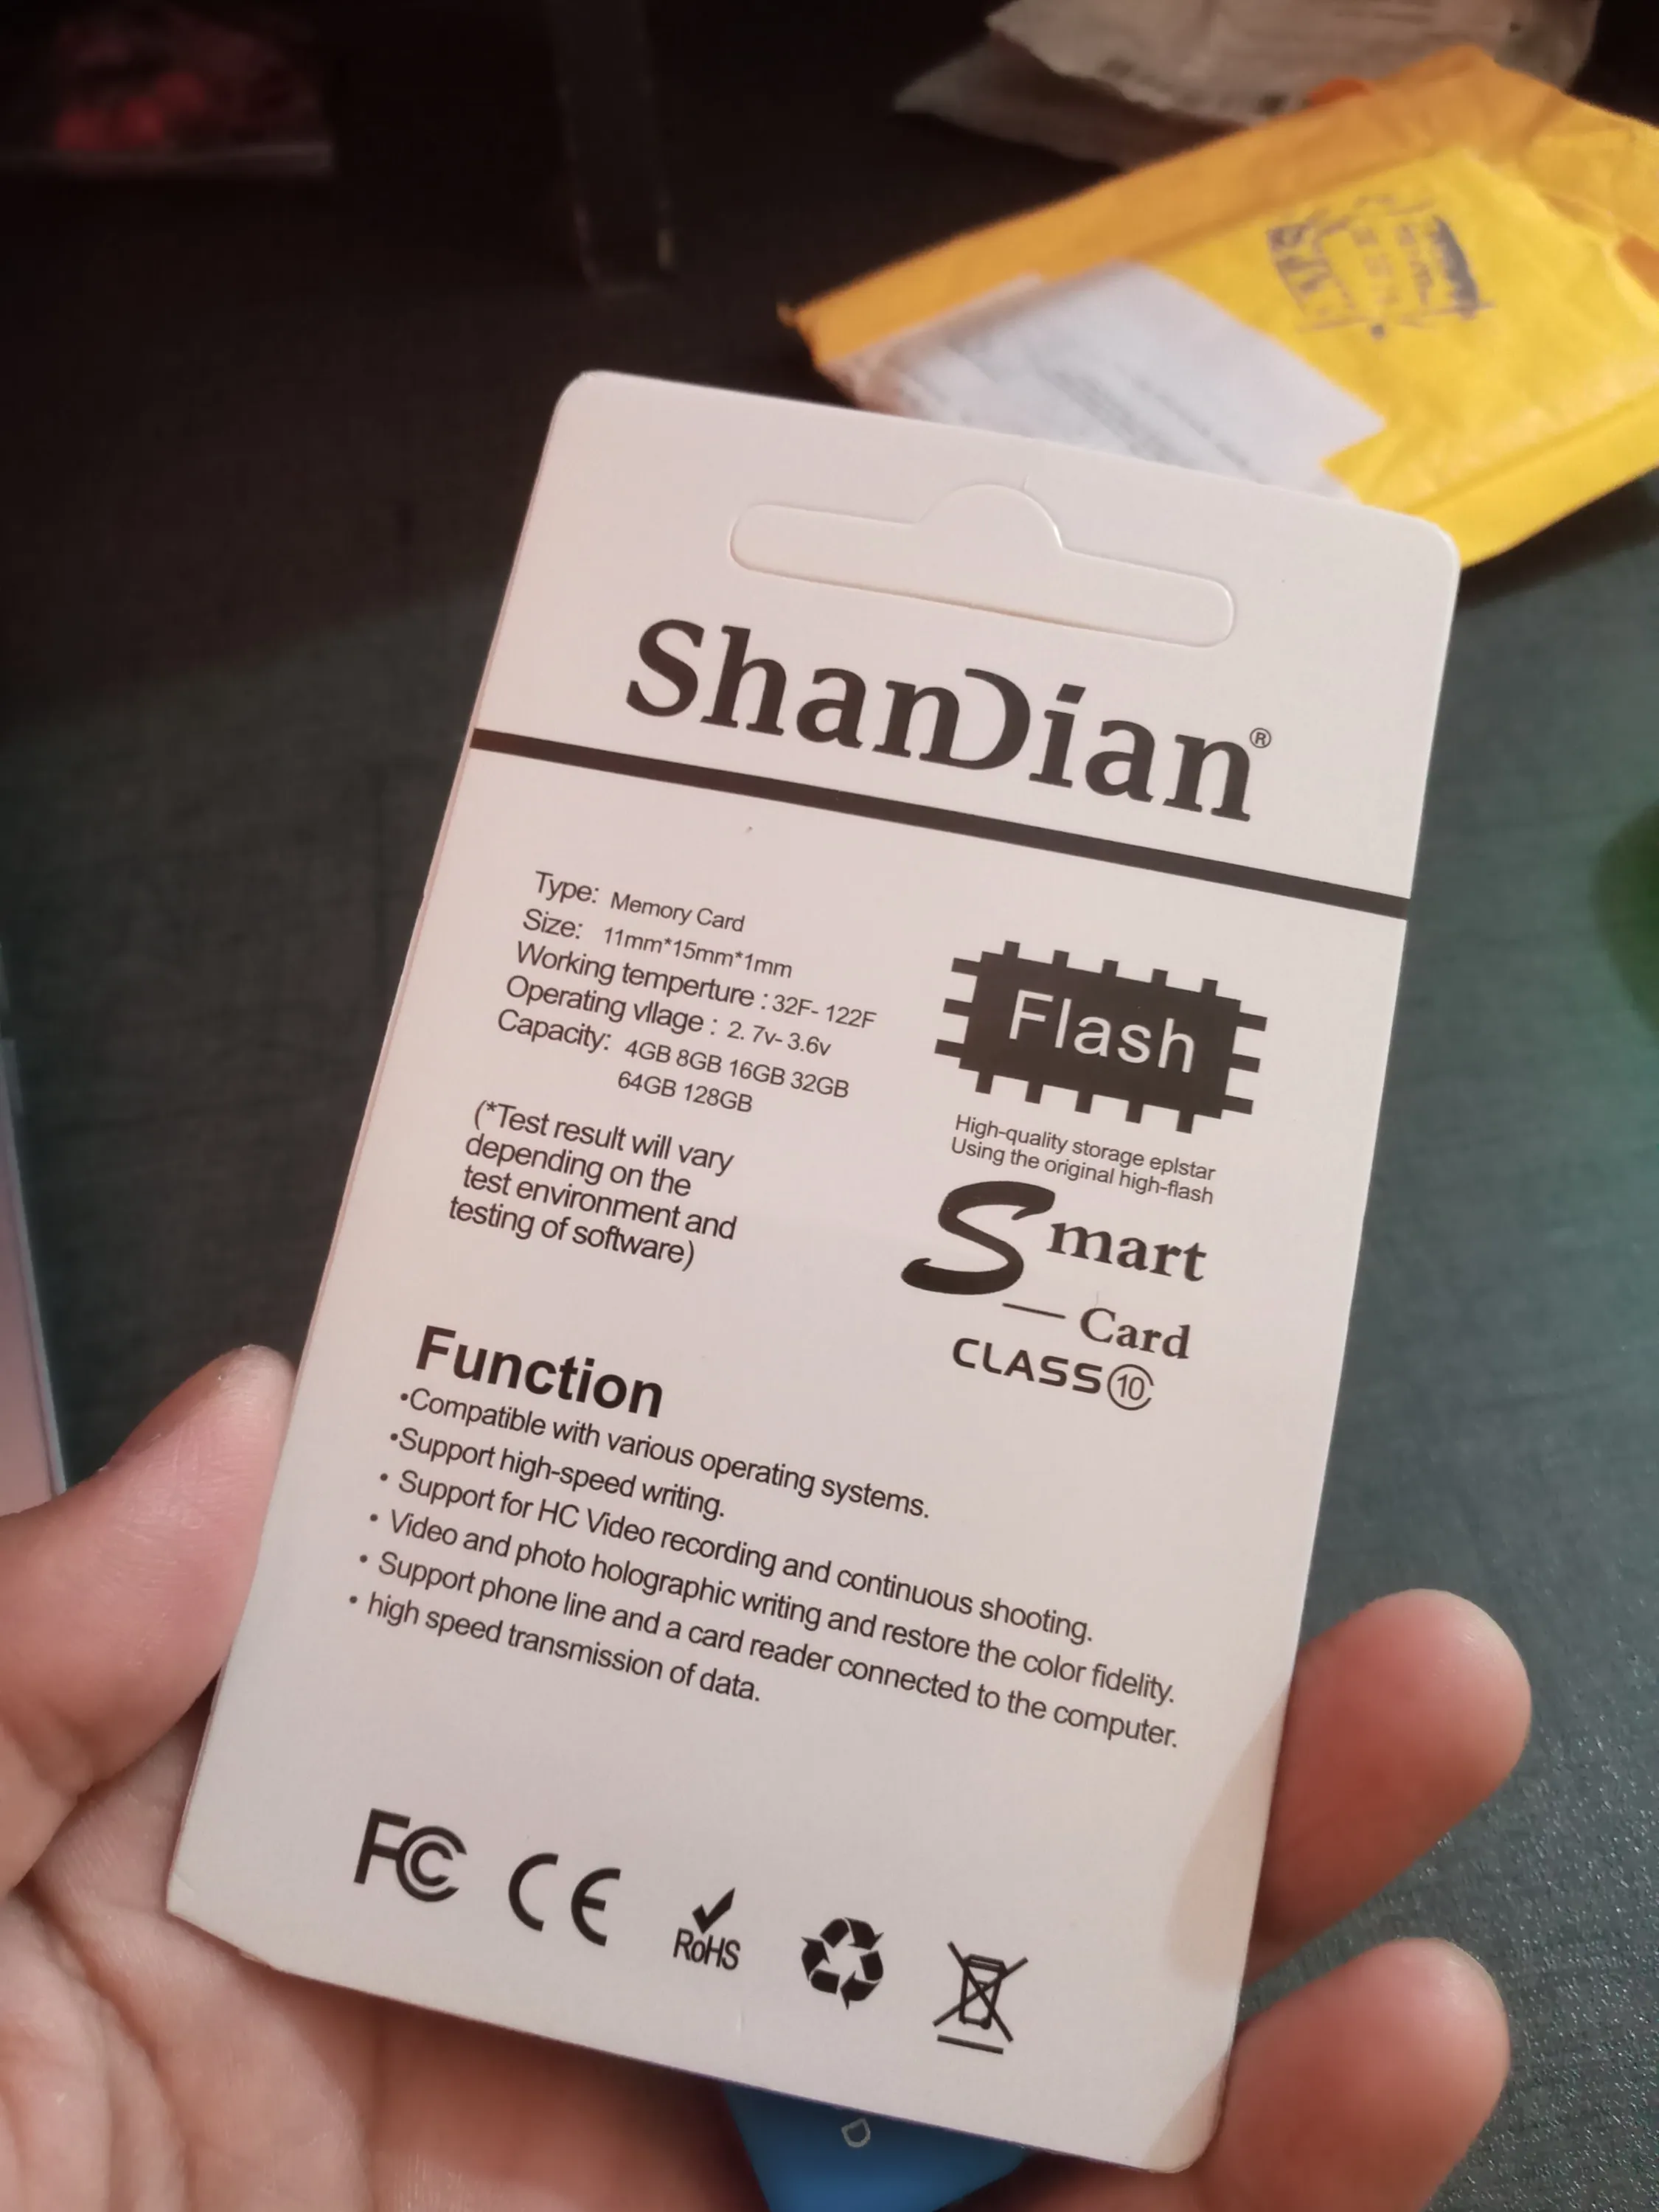 ShanDian®
Type: Memory Card
Size: 11mm*15mm*1mm
Working temperture : 32F- 122F
Operating vllage : 2. 7v- 3.6v
Capacity: 4GB 8GB 16GB 32GB
64GB 128GB
(*Test result will vary
depending on the
test environment and
testing of software)
Flash
High-quality storage eplstar
Using the original high-flash
Smart
— Card
CLASS 10
Function
•Compatible with various operating systems.
•Support high-speed writing.
• Support for HC Video recording and continuous shooting.
• Video and photo holographic writing and restore the color fidelity.
• Support phone line and a card reader connected to the computer.
• high speed transmission of data.
FC CE RoHS
D